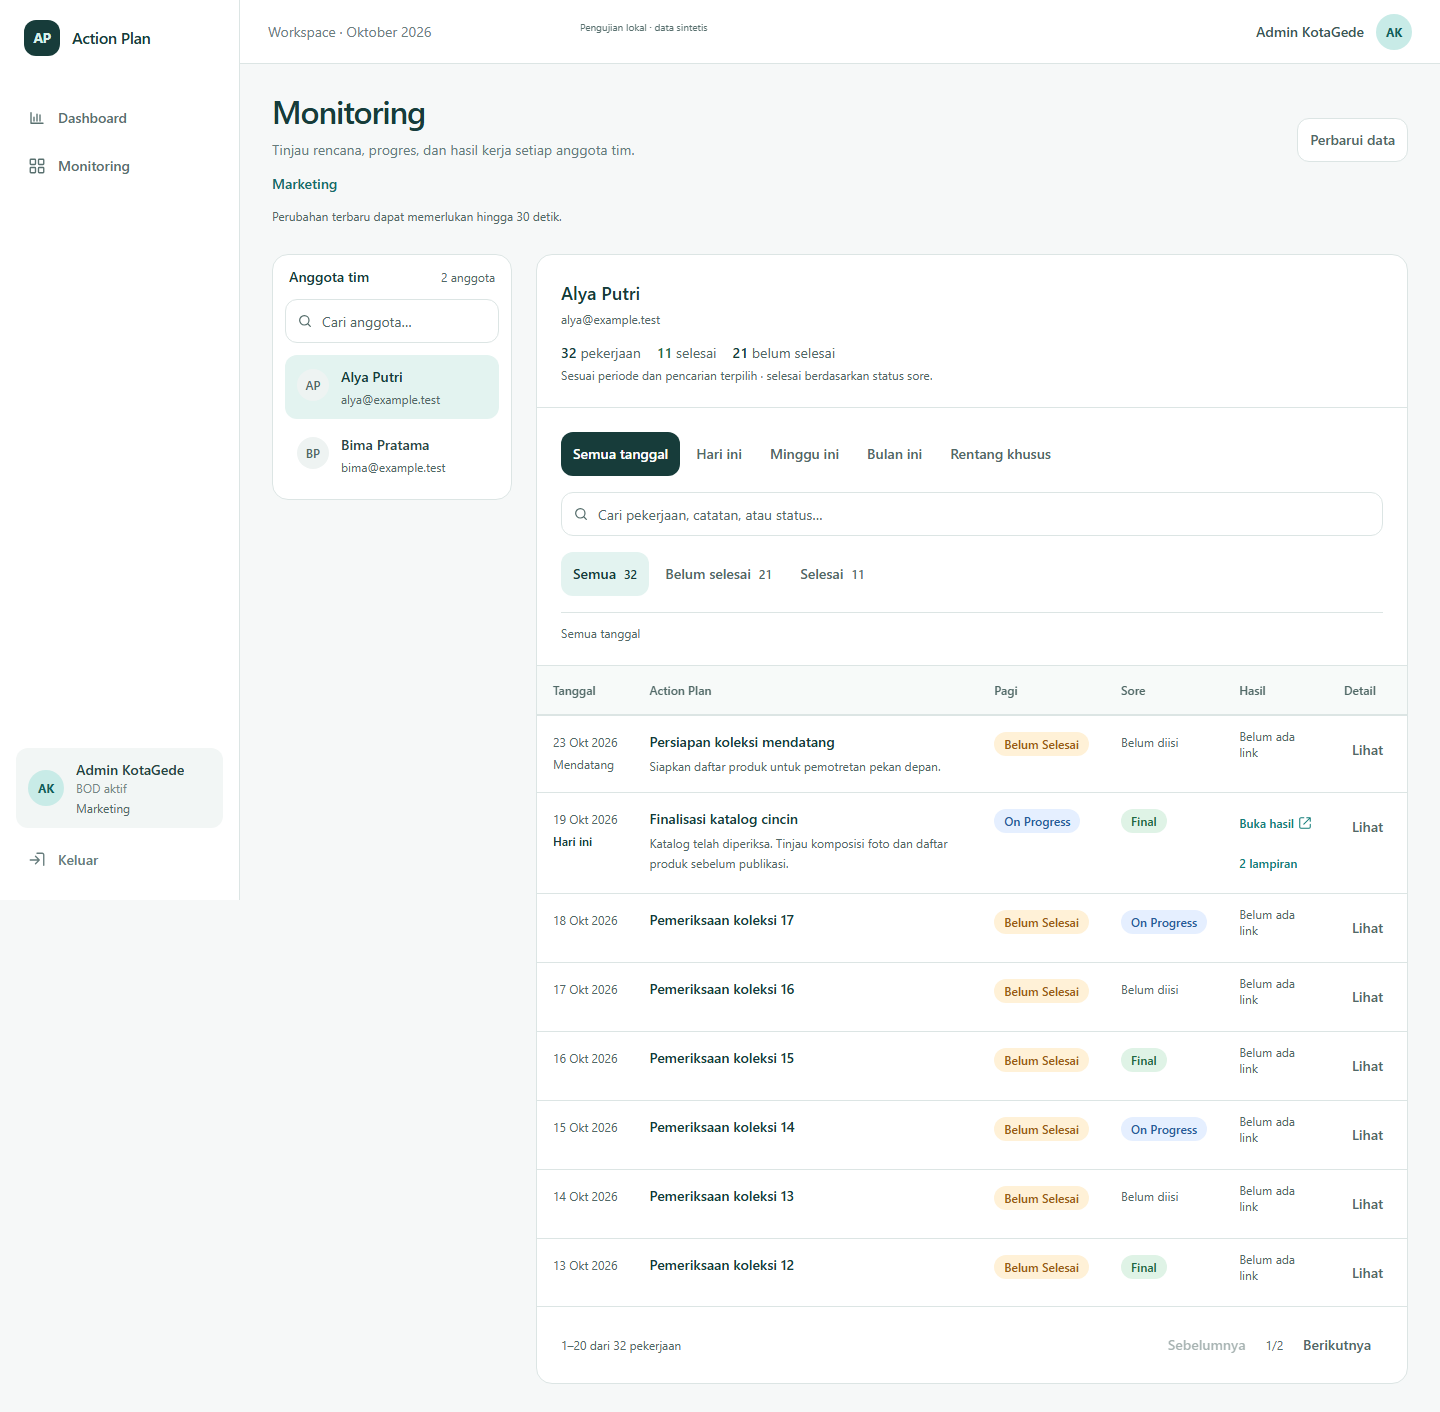 AP Action Plan
Dashboard
Monitoring
Admin KotaGede
AK
BOD aktif
Marketing
Keluar
Workspace · Oktober 2026
Pengujian lokal · data sintetis
Admin KotaGede AK
Monitoring
Tinjau rencana, progres, dan hasil kerja setiap anggota tim.
Marketing
Perubahan terbaru dapat memerlukan hingga 30 detik.
Perbarui data
Anggota tim 2 anggota
Cari anggota...
AP Alya Putri
alya@example.test
BP Bima Pratama
bima@example.test
Alya Putri
alya@example.test
32 pekerjaan 11 selesai 21 belum selesai
Sesuai periode dan pencarian terpilih · selesai berdasarkan status sore.
Semua tanggal Hari ini Minggu ini Bulan ini Rentang khusus
Cari pekerjaan, catatan, atau status...
Semua 32 Belum selesai 21 Selesai 11
Semua tanggal
Tanggal Action Plan Pagi Sore Hasil Detail
23 Okt 2026 Persiapan koleksi mendatang Belum Selesai Belum diisi Belum ada link Lihat
Mendatang Siapkan daftar produk untuk pemotretan pekan depan.
19 Okt 2026 Finalisasi katalog cincin On Progress Final Buka hasil Lihat
Hari ini Katalog telah diperiksa. Tinjau komposisi foto dan daftar
produk sebelum publikasi. 2 lampiran
18 Okt 2026 Pemeriksaan koleksi 17 Belum Selesai On Progress Belum ada link Lihat
17 Okt 2026 Pemeriksaan koleksi 16 Belum Selesai Belum diisi Belum ada link Lihat
16 Okt 2026 Pemeriksaan koleksi 15 Belum Selesai Final Belum ada link Lihat
15 Okt 2026 Pemeriksaan koleksi 14 Belum Selesai On Progress Belum ada link Lihat
14 Okt 2026 Pemeriksaan koleksi 13 Belum Selesai Belum diisi Belum ada link Lihat
13 Okt 2026 Pemeriksaan koleksi 12 Belum Selesai Final Belum ada link Lihat
1–20 dari 32 pekerjaan Sebelumnya 1/2 Berikutnya